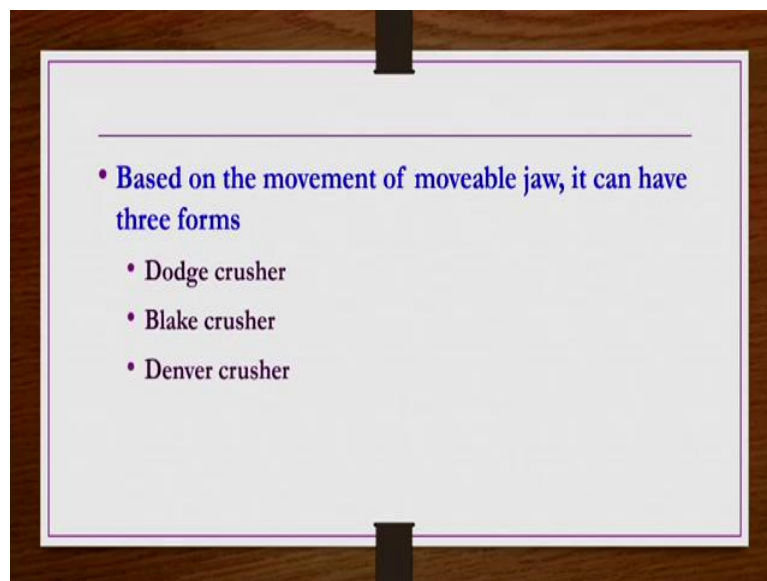 • Based on the movement of moveable jaw, it can have
three forms
• Dodge crusher
• Blake crusher
• Denver crusher